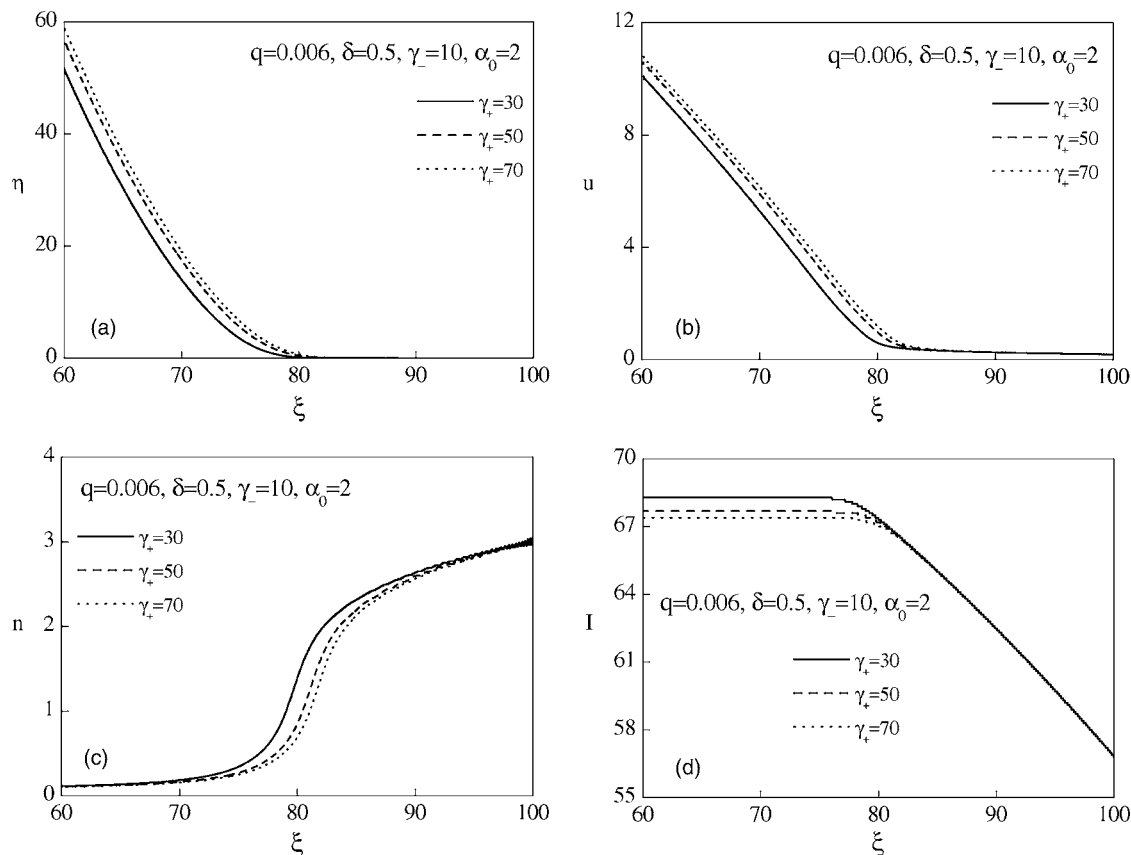 60
40
20
0
η
q=0.006, δ=0.5, γ_=10, α₀=2
γ₊=30
γ₊=50
γ₊=70
(a)
60 70 80 90 100
ξ
12
8
4
0
u
q=0.006, δ=0.5, γ_=10, α₀=2
γ₊=30
γ₊=50
γ₊=70
(b)
60 70 80 90 100
ξ
4
3
2
1
0
n
q=0.006, δ=0.5, γ_=10, α₀=2
γ₊=30
γ₊=50
γ₊=70
(c)
60 70 80 90 100
ξ
70
67
64
61
58
55
I
q=0.006, δ=0.5, γ_=10, α₀=2
γ₊=30
γ₊=50
γ₊=70
(d)
60 70 80 90 100
ξ